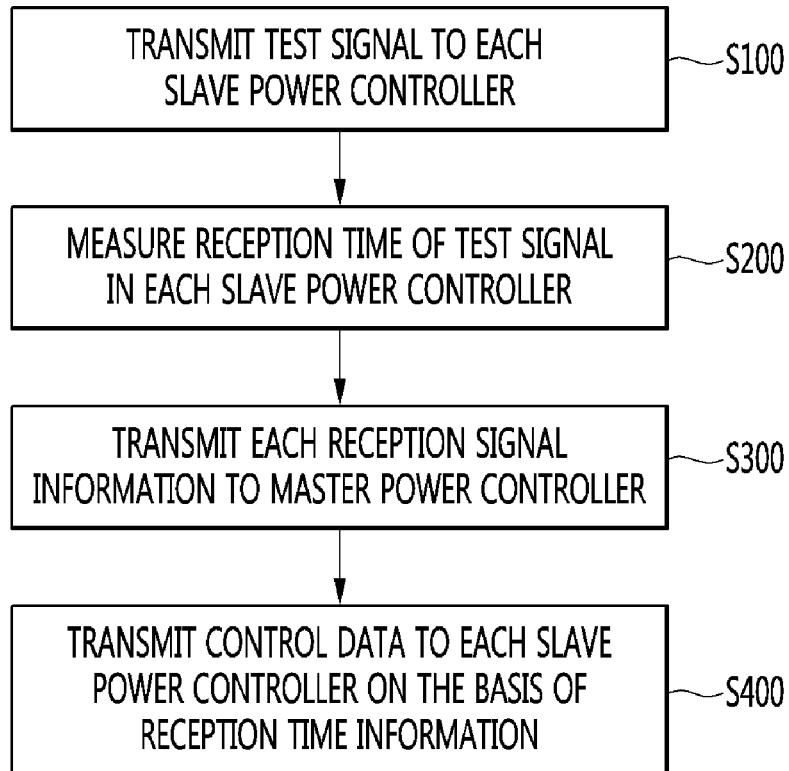 TRANSMIT TEST SIGNAL TO EACH
SLAVE POWER CONTROLLER
S100
MEASURE RECEPTION TIME OF TEST SIGNAL
IN EACH SLAVE POWER CONTROLLER
S200
TRANSMIT EACH RECEPTION SIGNAL
INFORMATION TO MASTER POWER CONTROLLER
S300
TRANSMIT CONTROL DATA TO EACH SLAVE
POWER CONTROLLER ON THE BASIS OF
RECEPTION TIME INFORMATION
S400